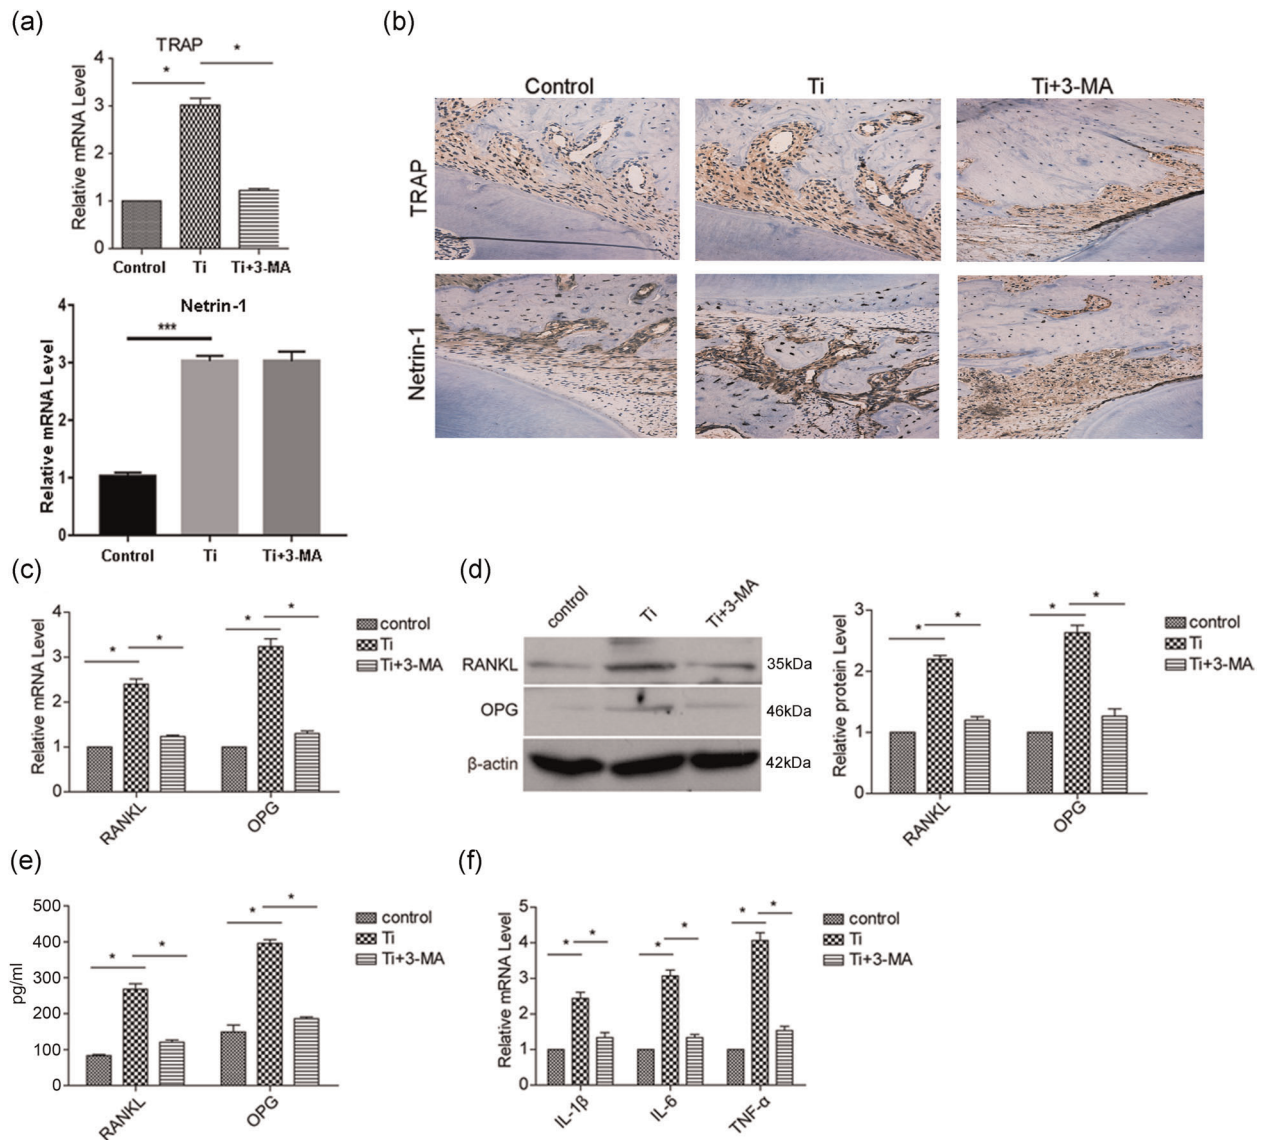 (a)
TRAP
*
*
Relative mRNA Level
4
3
2
1
0
Control Ti Ti+3-MA
Netrin-1
***
Relative mRNA Level
4
3
2
1
0
Control Ti Ti+3-MA
(b)
Control Ti Ti+3-MA
TRAP
Netrin-1
(c)
Relative mRNA Level
4
3
2
1
0
* * * *
RANKL OPG
control
Ti
Ti+3-MA
(d)
control Ti Ti+3-MA
RANKL 35kDa
OPG 46kDa
β-actin 42kDa
Relative protein Level
3
2
1
0
* * * *
RANKL OPG
control
Ti
Ti+3-MA
(e)
pg/ml
500
400
300
200
100
0
* * * *
RANKL OPG
control
Ti
Ti+3-MA
(f)
Relative mRNA Level
5
4
3
2
1
0
* * * * * *
IL-1β IL-6 TNF-α
control
Ti
Ti+3-MA